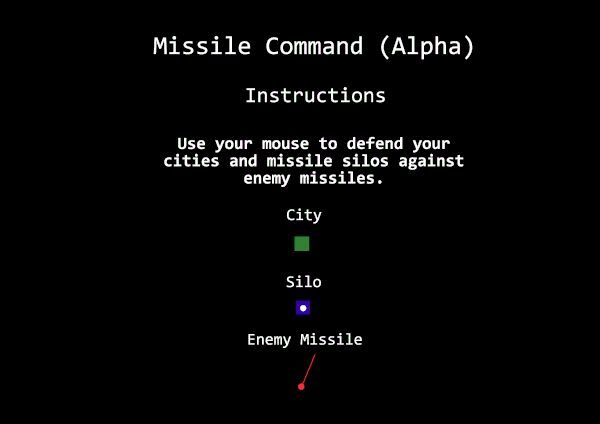 Missile Command (Alpha)
Instructions
Use your mouse to defend your
cities and missile silos against
enemy missiles.
City
Silo
Enemy Missile